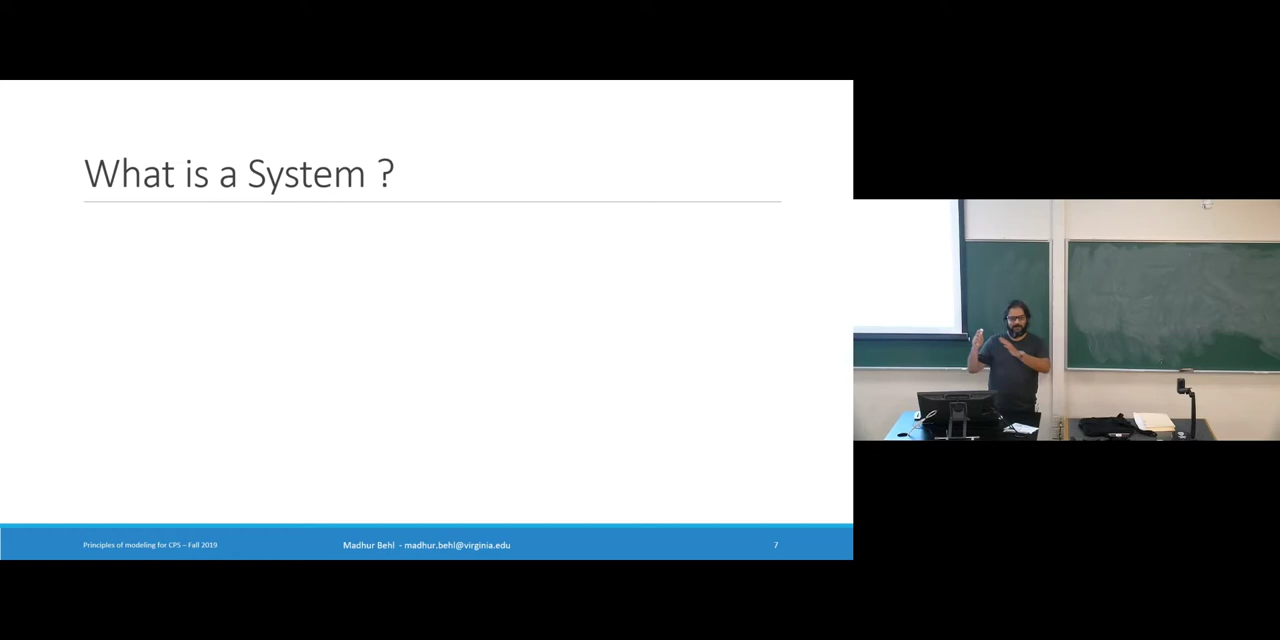 What is a System ?
Principles of modeling for CPS – Fall 2019
Madhur Behl - madhur.behl@virginia.edu
7